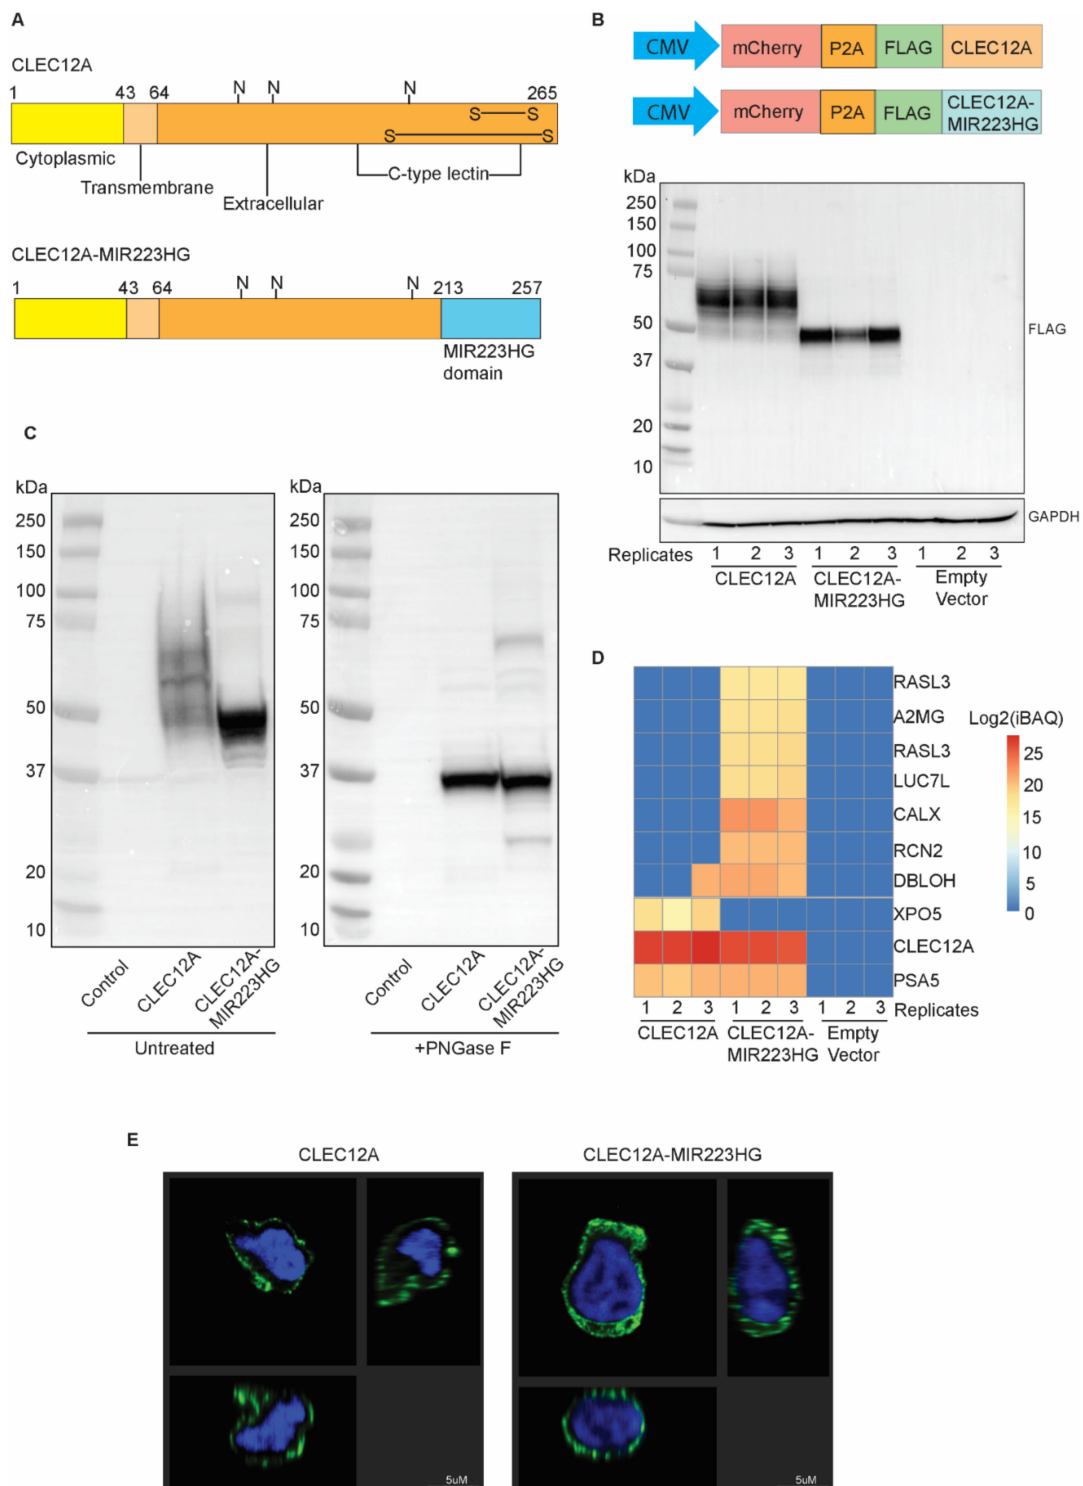 A
CLEC12A
1 43 64 N N N 265
S S
S S
Cytoplasmic
Transmembrane
Extracellular
C-type lectin
CLEC12A-MIR223HG
1 43 64 N N N 213 257
MIR223HG
domain
B
CMV mCherry P2A FLAG CLEC12A
CMV mCherry P2A FLAG CLEC12A-
MIR223HG
kDa
250
150
100
75
50
37
20
10
FLAG
GAPDH
Replicates 1 2 3 1 2 3 1 2 3
CLEC12A CLEC12A- Empty
MIR223HG Vector
C
kDa
250
150
100
75
50
37
20
10
Control
CLEC12A
CLEC12A-
MIR223HG
Untreated
kDa
250
150
100
75
50
37
20
10
Control
CLEC12A
CLEC12A-
MIR223HG
+PNGase F
D
RASL3
A2MG
RASL3
LUC7L
CALX
RCN2
DBLOH
XPO5
CLEC12A
PSA5
Log2(iBAQ)
25
20
15
10
5
0
1 2 3 1 2 3 1 2 3 Replicates
CLEC12A CLEC12A- Empty
MIR223HG Vector
E
CLEC12A
5uM
CLEC12A-MIR223HG
5uM